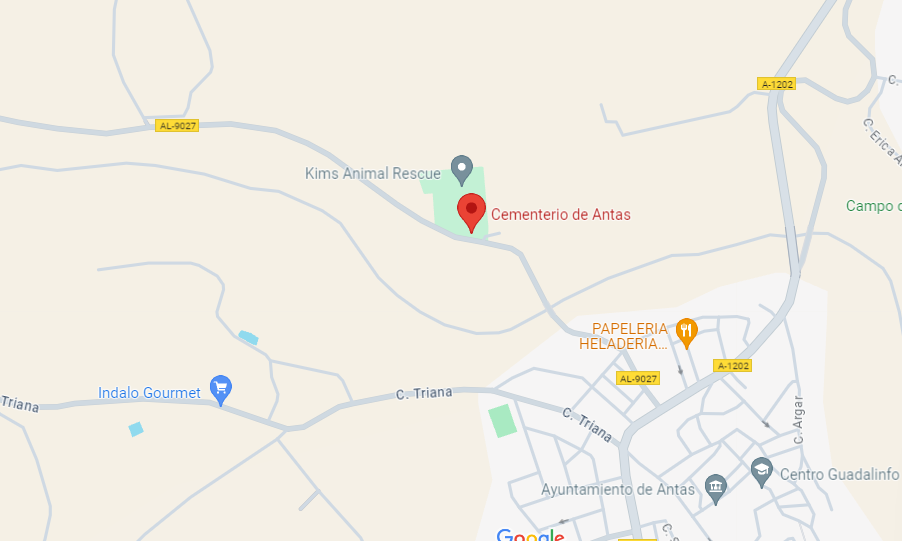 A-1202
C.
AL-9027
C. Erica A
Kims Animal Rescue
Campo
Cementerio de Antas
PAPELERIA
HELADERIA...
A-1202
AL-9027
Indalo Gourmet
C. Triana
Triana
C. Triana
C. Argar
Centro Guadalinfo
Ayuntamiento de Antas
C.
Google